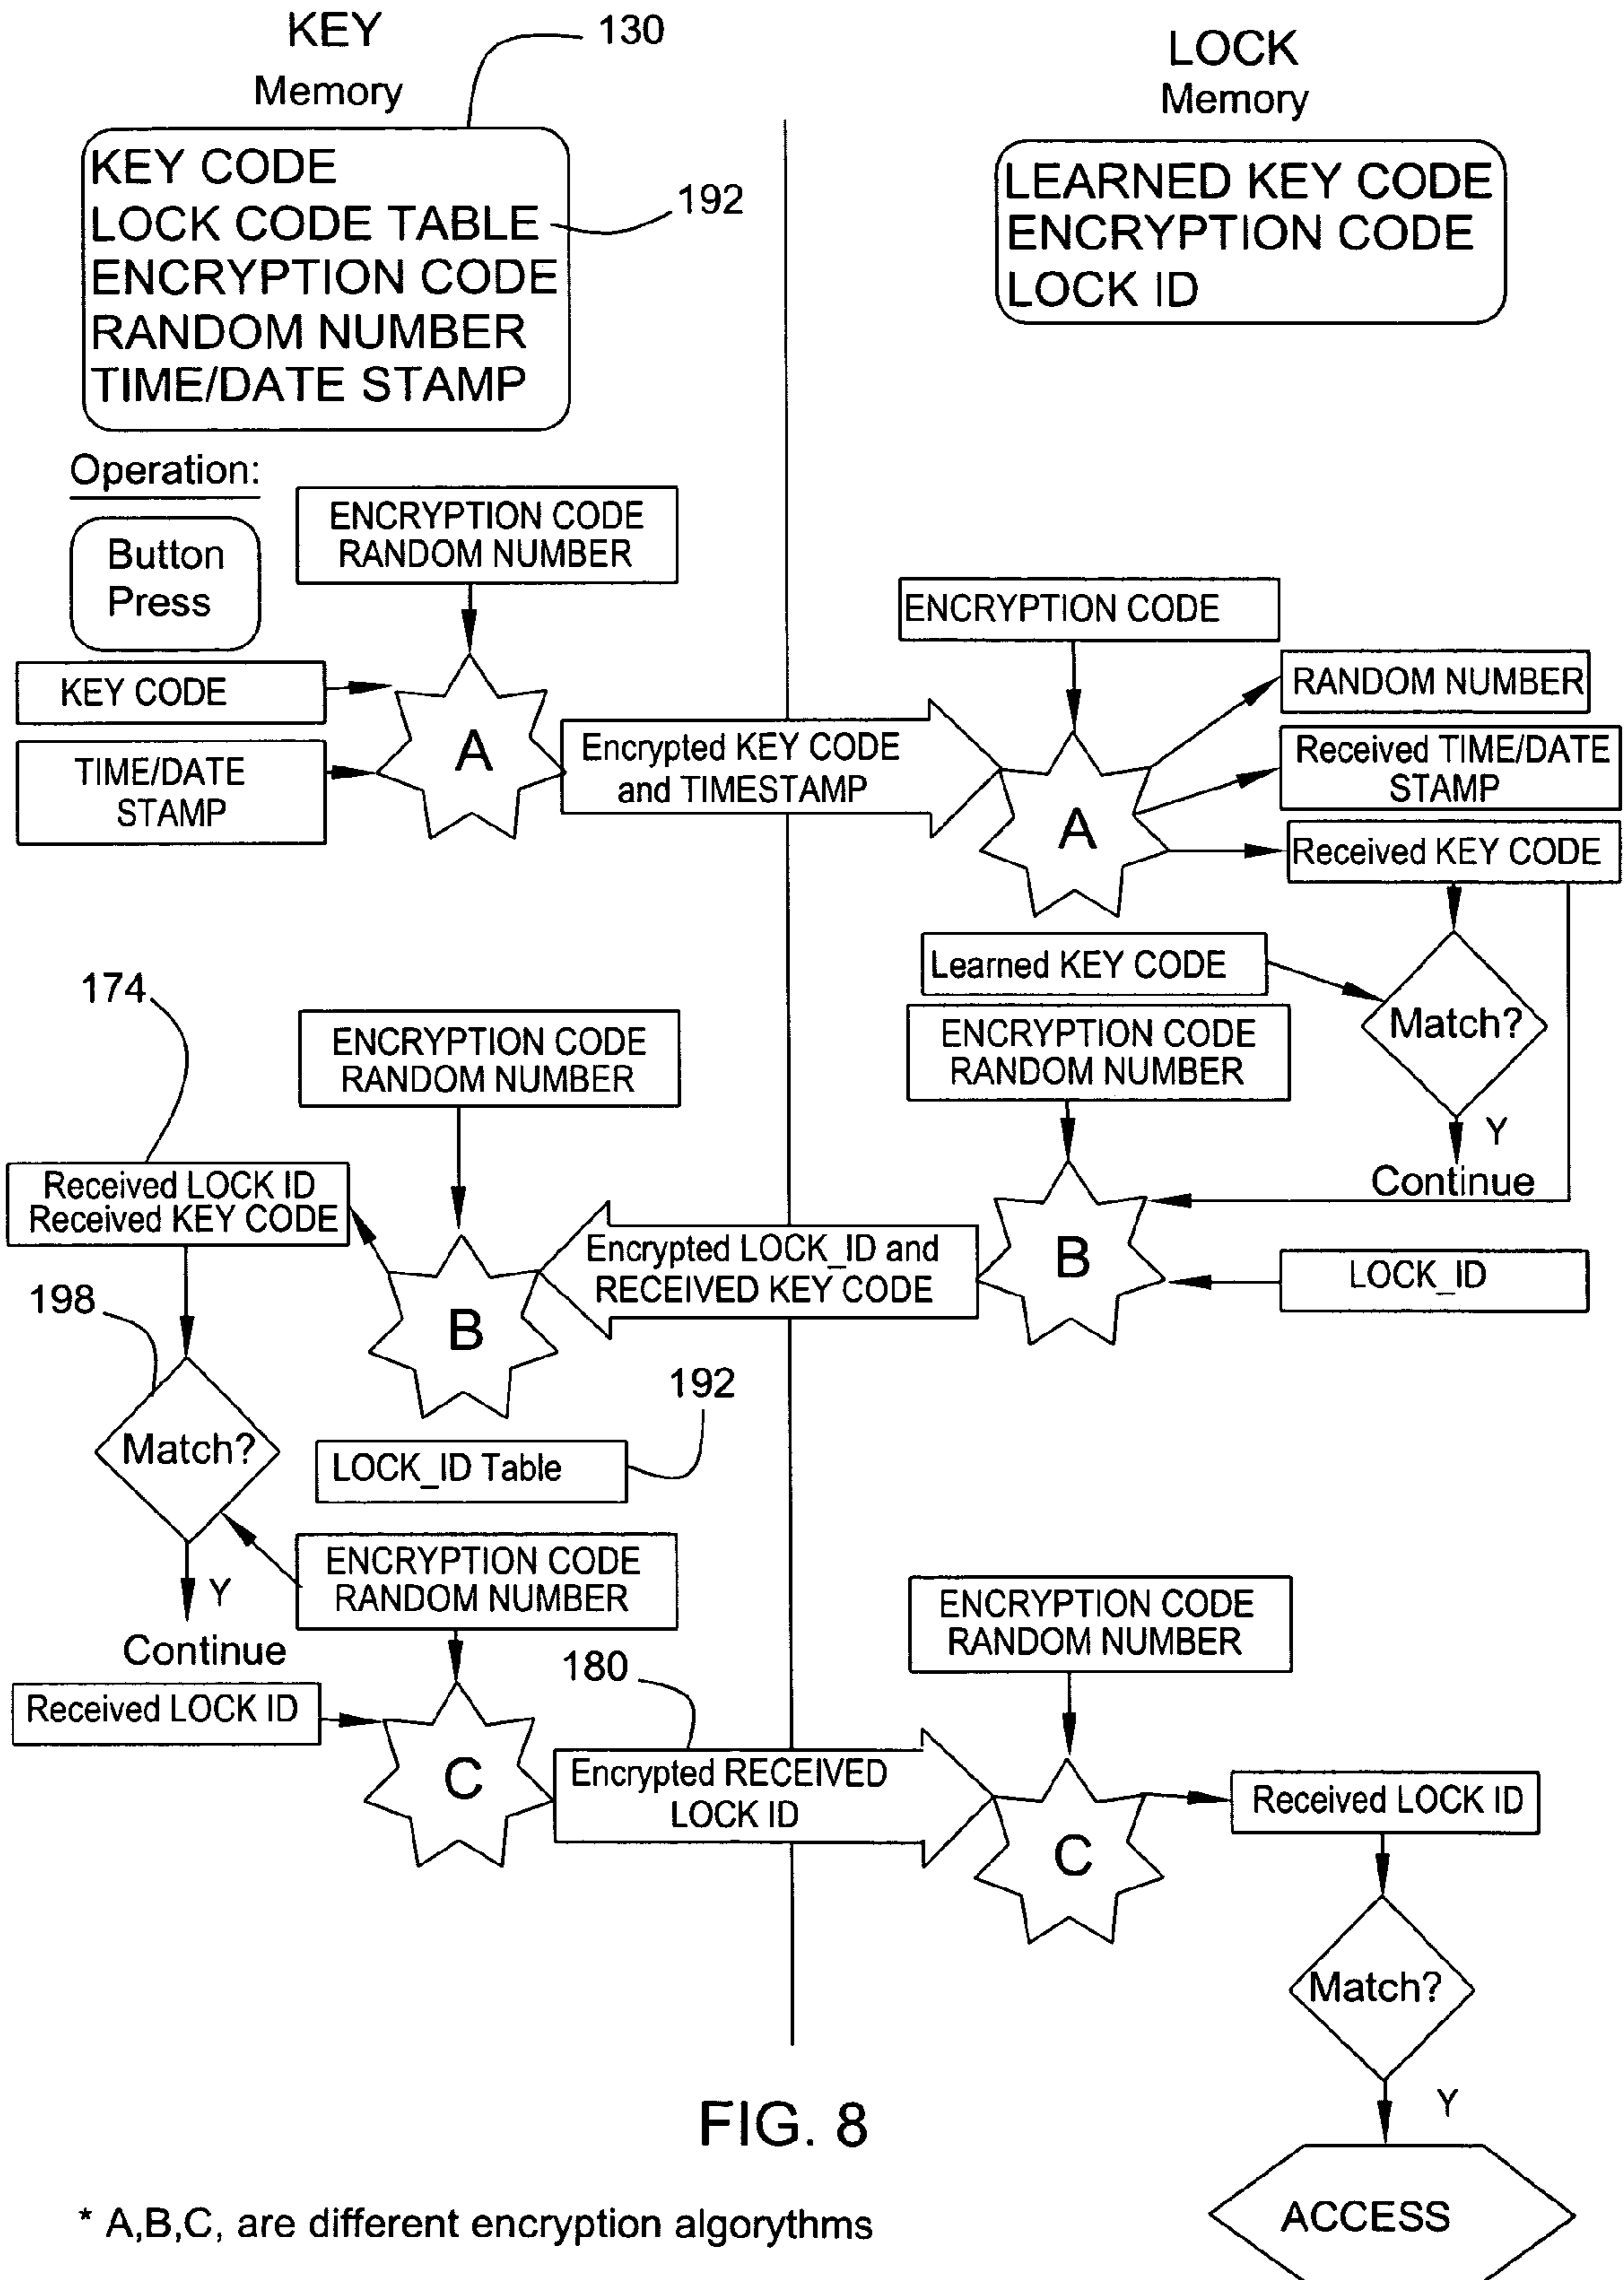 KEY
130
Memory
LOCK
Memory
KEY CODE
LOCK CODE TABLE
192
ENCRYPTION CODE
RANDOM NUMBER
TIME/DATE STAMP
LEARNED KEY CODE
ENCRYPTION CODE
LOCK ID
Operation:
Button
Press
ENCRYPTION CODE
RANDOM NUMBER
KEY CODE
TIME/DATE
STAMP
A
Encrypted KEY CODE
and TIMESTAMP
ENCRYPTION CODE
A
RANDOM NUMBER
Received TIME/DATE
STAMP
Received KEY CODE
Learned KEY CODE
Match?
Y
Continue
ENCRYPTION CODE
RANDOM NUMBER
B
LOCK_ID
Encrypted LOCK_ID and
RECEIVED KEY CODE
174
ENCRYPTION CODE
RANDOM NUMBER
Received LOCK ID
Received KEY CODE
B
198
Match?
192
LOCK_ID Table
Y
Continue
ENCRYPTION CODE
RANDOM NUMBER
Received LOCK ID
C
180
Encrypted RECEIVED
LOCK ID
ENCRYPTION CODE
RANDOM NUMBER
C
Received LOCK ID
Match?
Y
ACCESS
FIG. 8
* A,B,C, are different encryption algorythms